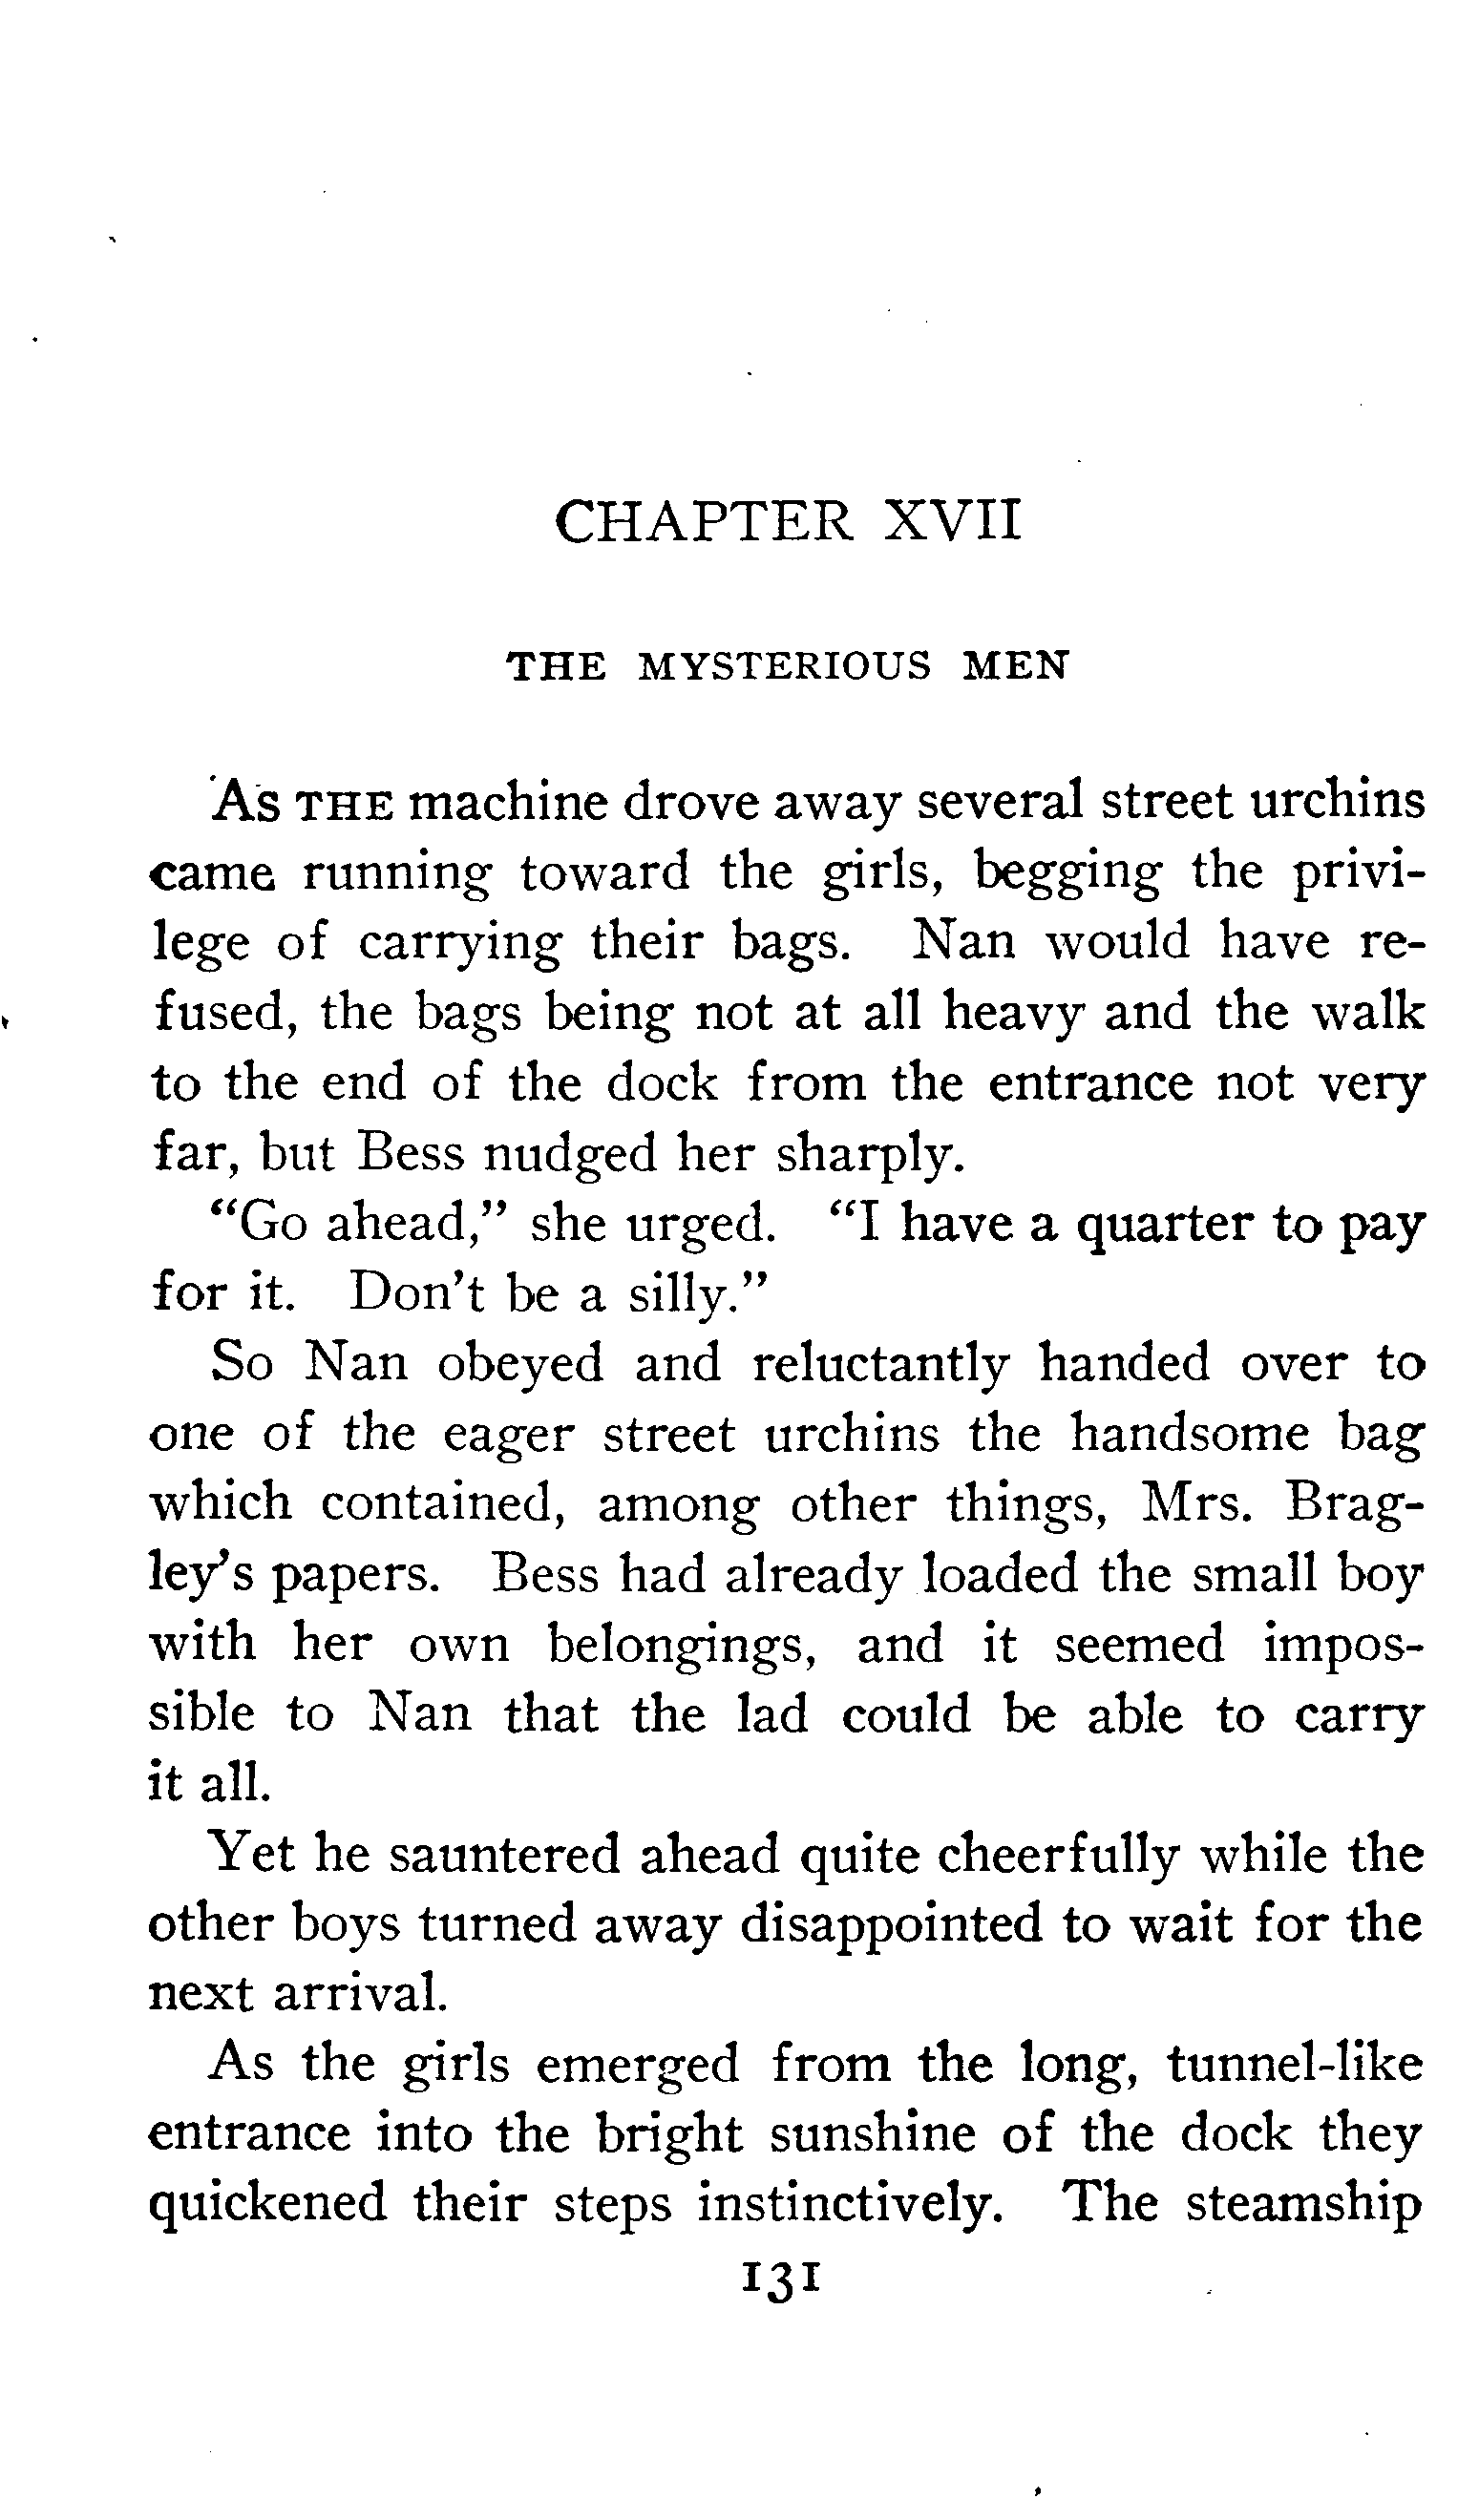 CHAPTER XVII
THE MYSTERIOUS MEN
As THE machine drove away several street urchins
came running toward the girls, begging the privi-
lege of carrying their bags. Nan would have re-
fused, the bags being not at all heavy and the walk
to the end of the dock from the entrance not very
far, but Bess nudged her sharply.
"Go ahead," she urged. "I have a quarter to pay
for it. Don't be a silly."
So Nan obeyed and reluctantly handed over to
one of the eager street urchins the handsome bag
which contained, among other things, Mrs. Brag-
ley's papers. Bess had already loaded the small boy
with her own belongings, and it seemed impos-
sible to Nan that the lad could be able to carry
it all.
Yet he sauntered ahead quite cheerfully while the
other boys turned away disappointed to wait for the
next arrival.
As the girls emerged from the long, tunnel-like
entrance into the bright sunshine of the dock they
quickened their steps instinctively. The steamship
131